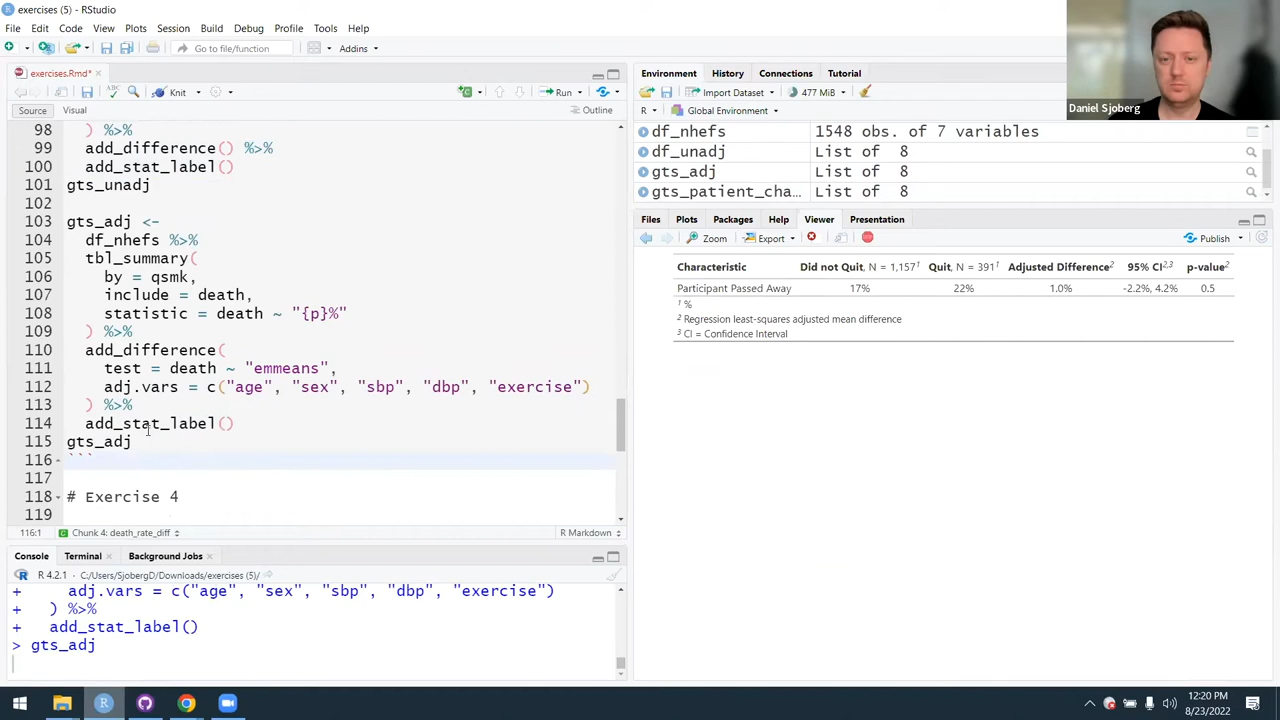 exercises (5) - RStudio
File Edit Code View Plots Session Build Debug Profile Tools Help
Go to file/function Addins
exercises.Rmd*
Knit Run Outline
Source Visual
98 ) %>%
99 add_difference() %>%
100 add_stat_label()
101 gts_unadj
102
103 gts_adj <-
104 df_nhefs %>%
105 tbl_summary(
106 by = qsmk,
107 include = death,
108 statistic = death ~ "{p}%"
109 ) %>%
110 add_difference(
111 test = death ~ "emmeans",
112 adj.vars = c("age", "sex", "sbp", "dbp", "exercise")
113 ) %>%
114 add_stat_label()
115 gts_adj
116 ```
117
118 # Exercise 4
119
116:1 Chunk 4: death_rate_diff R Markdown
Console Terminal Background Jobs
R 4.2.1 · C:/Users/SjobergD/Downloads/exercises (5)/
+ adj.vars = c("age", "sex", "sbp", "dbp", "exercise")
+ ) %>%
+ add_stat_label()
> gts_adj
Environment History Connections Tutorial
Import Dataset 477 MiB
R Global Environment
df_nhefs 1548 obs. of 7 variables
df_unadj List of 8
gts_adj List of 8
gts_patient_cha… List of 8
Files Plots Packages Help Viewer Presentation
Zoom Export Publish
Characteristic Did not Quit, N = 1,157¹ Quit, N = 391¹ Adjusted Difference² 95% CI²,³ p-value²
Participant Passed Away 17% 22% 1.0% -2.2%, 4.2% 0.5
¹ %
² Regression least-squares adjusted mean difference
³ CI = Confidence Interval
Daniel Sjoberg
12:20 PM
8/23/2022